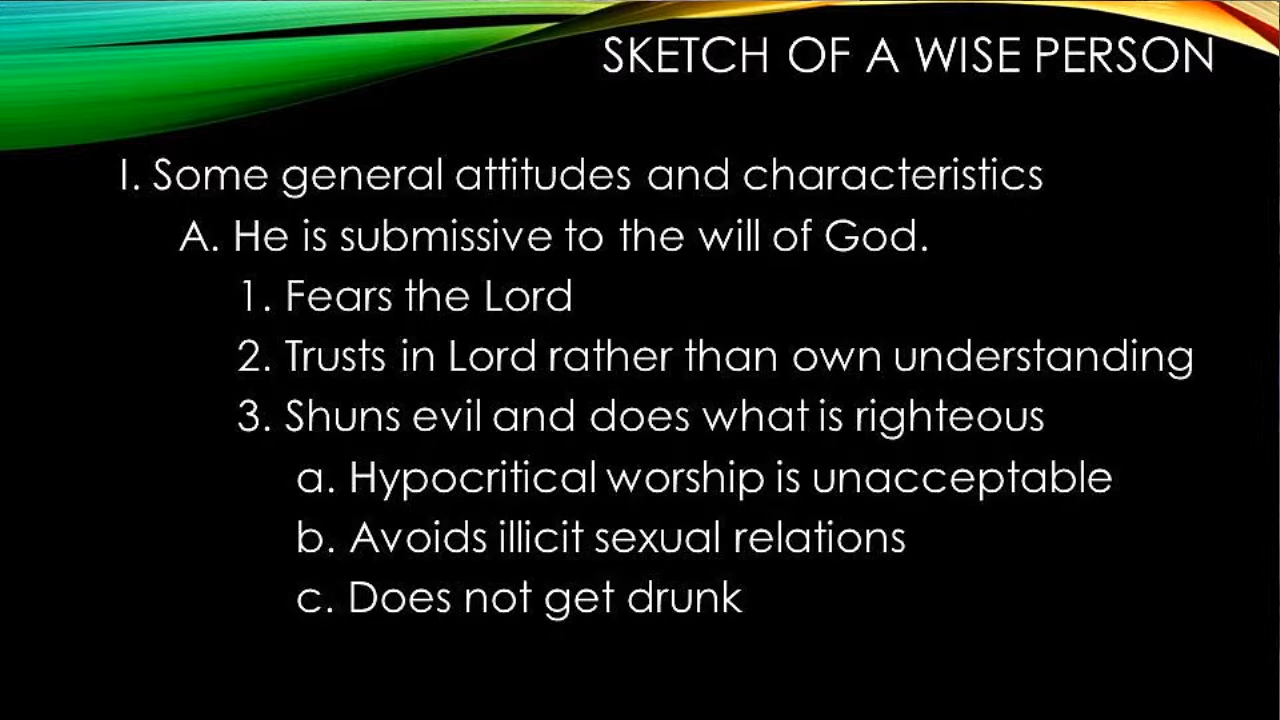 SKETCH OF A WISE PERSON
I. Some general attitudes and characteristics
A. He is submissive to the will of God.
1. Fears the Lord
2. Trusts in Lord rather than own understanding
3. Shuns evil and does what is righteous
a. Hypocritical worship is unacceptable
b. Avoids illicit sexual relations
c. Does not get drunk